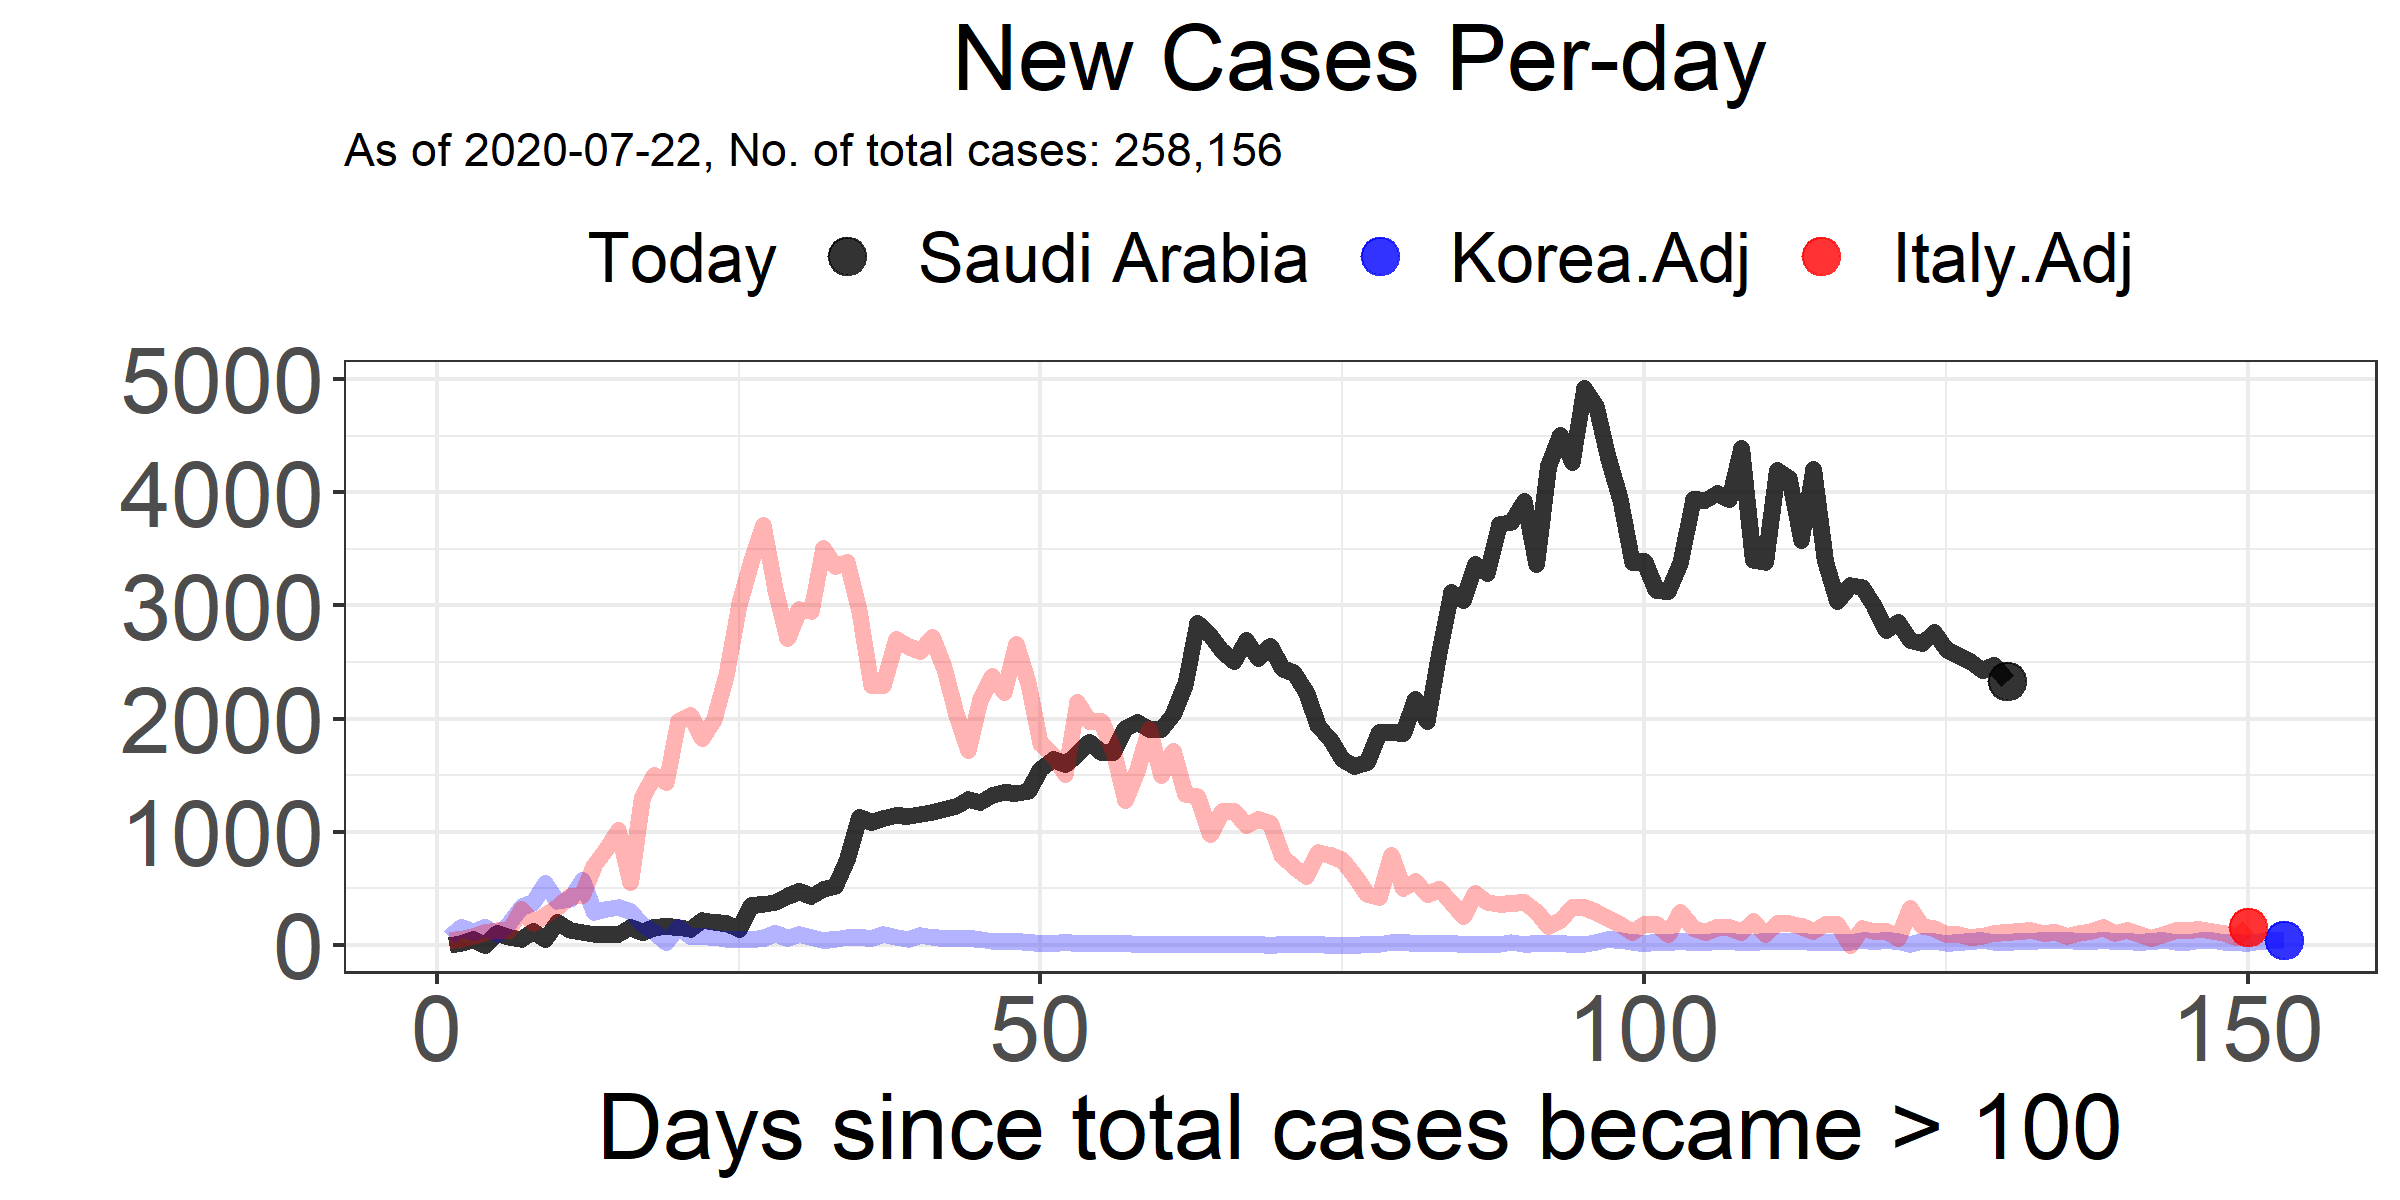 New Cases Per-day
As of 2020-07-22, No. of total cases: 258,156
Today Saudi Arabia Korea.Adj Italy.Adj
5000
4000
3000
2000
1000
0
0 50 100 150
Days since total cases became > 100